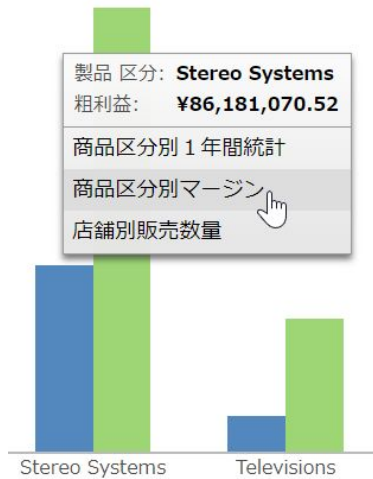 製品 区分: Stereo Systems
粗利益: ¥86,181,070.52
商品区分別１年間統計
商品区分別マージン
店舗別販売数量
Stereo Systems Televisions